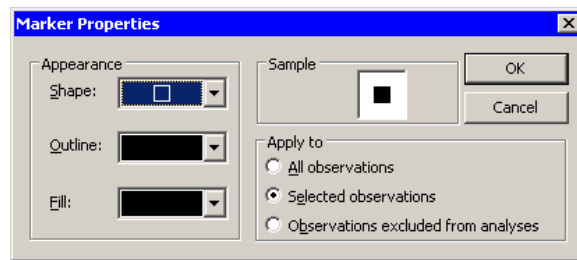 Marker Properties
Appearance
Shape:
Outline:
Fill:
Sample
OK
Cancel
Apply to
All observations
Selected observations
Observations excluded from analyses